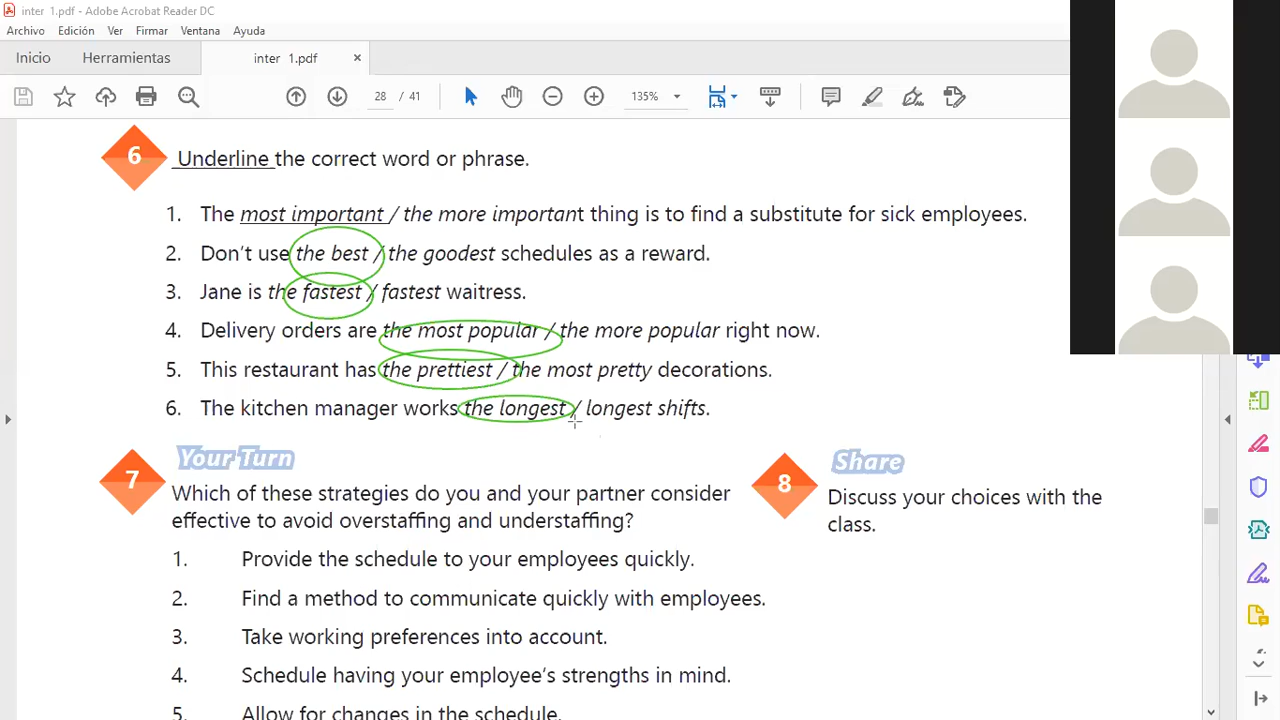 inter 1.pdf - Adobe Acrobat Reader DC
Archivo Edición Ver Firmar Ventana Ayuda
Inicio Herramientas inter 1.pdf ×
28 / 41 135%
6 Underline the correct word or phrase.
1. The most important / the more important thing is to find a substitute for sick employees.
2. Don't use the best / the goodest schedules as a reward.
3. Jane is the fastest / fastest waitress.
4. Delivery orders are the most popular / the more popular right now.
5. This restaurant has the prettiest / the most pretty decorations.
6. The kitchen manager works the longest / longest shifts.
7 Your Turn
Which of these strategies do you and your partner consider
effective to avoid overstaffing and understaffing?
1. Provide the schedule to your employees quickly.
2. Find a method to communicate quickly with employees.
3. Take working preferences into account.
4. Schedule having your employee's strengths in mind.
5. Allow for changes in the schedule.
8 Share
Discuss your choices with the
class.